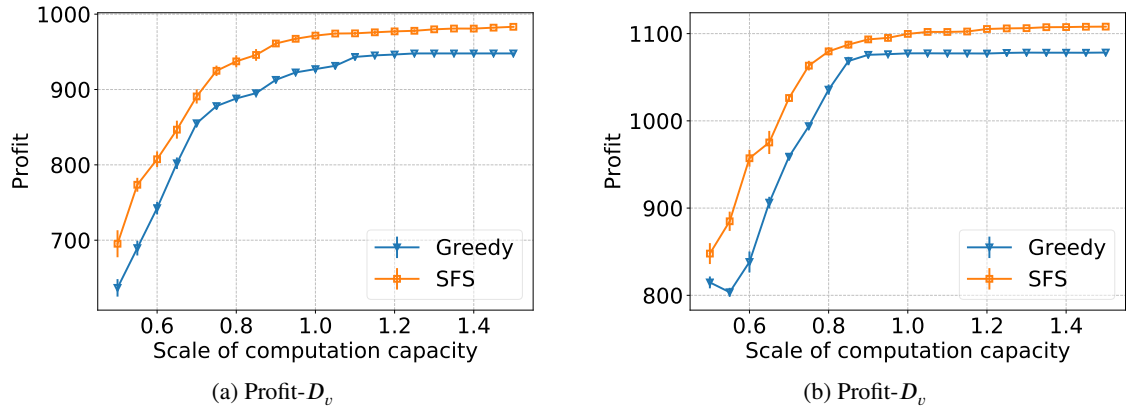 1000
900
800
700
Profit
0.6 0.8 1.0 1.2 1.4
Scale of computation capacity
Greedy
SFS
(a) Profit-D_v
1100
1000
900
800
Profit
0.6 0.8 1.0 1.2 1.4
Scale of computation capacity
Greedy
SFS
(b) Profit-D_v